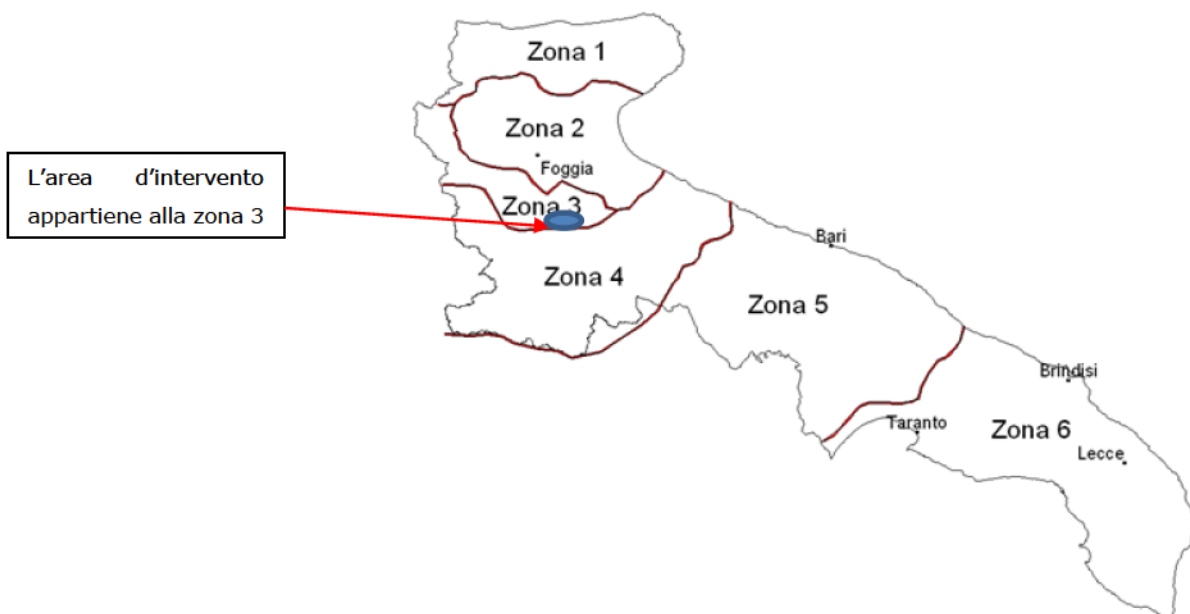 Zona 1
Zona 2
Foggia
L'area d'intervento
appartiene alla zona 3
Zona 3
Bari
Zona 4
Zona 5
Brindisi
Taranto
Zona 6
Lecce